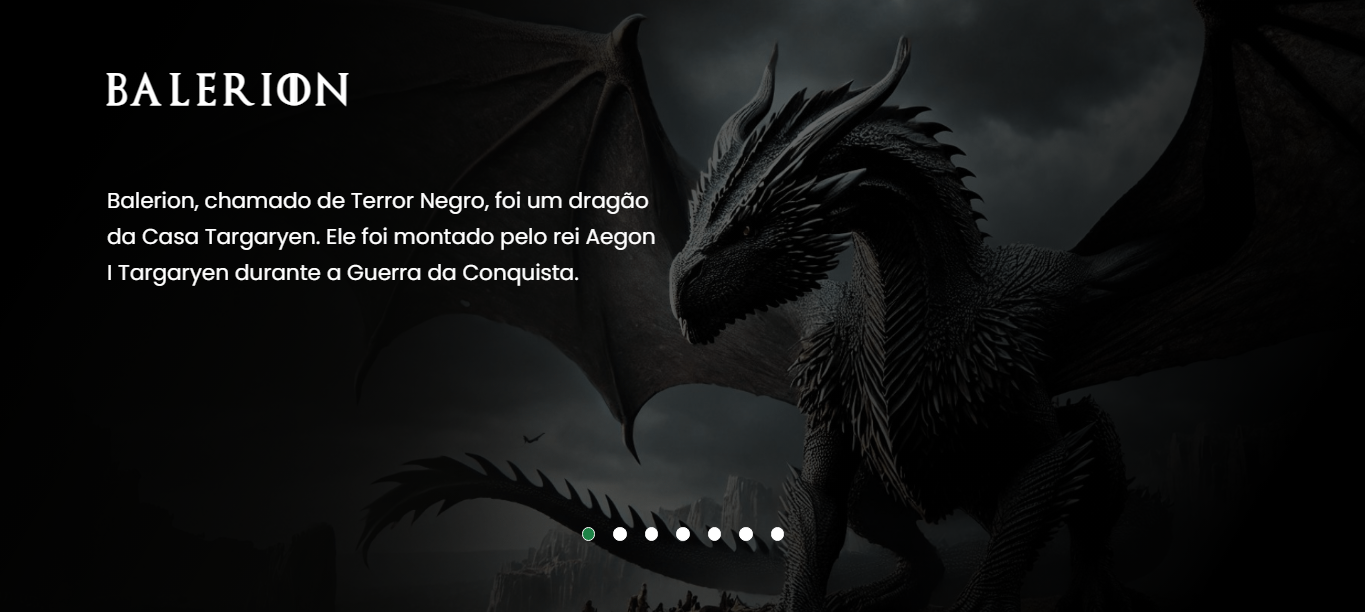 BALERION
Balerion, chamado de Terror Negro, foi um dragão
da Casa Targaryen. Ele foi montado pelo rei Aegon
I Targaryen durante a Guerra da Conquista.